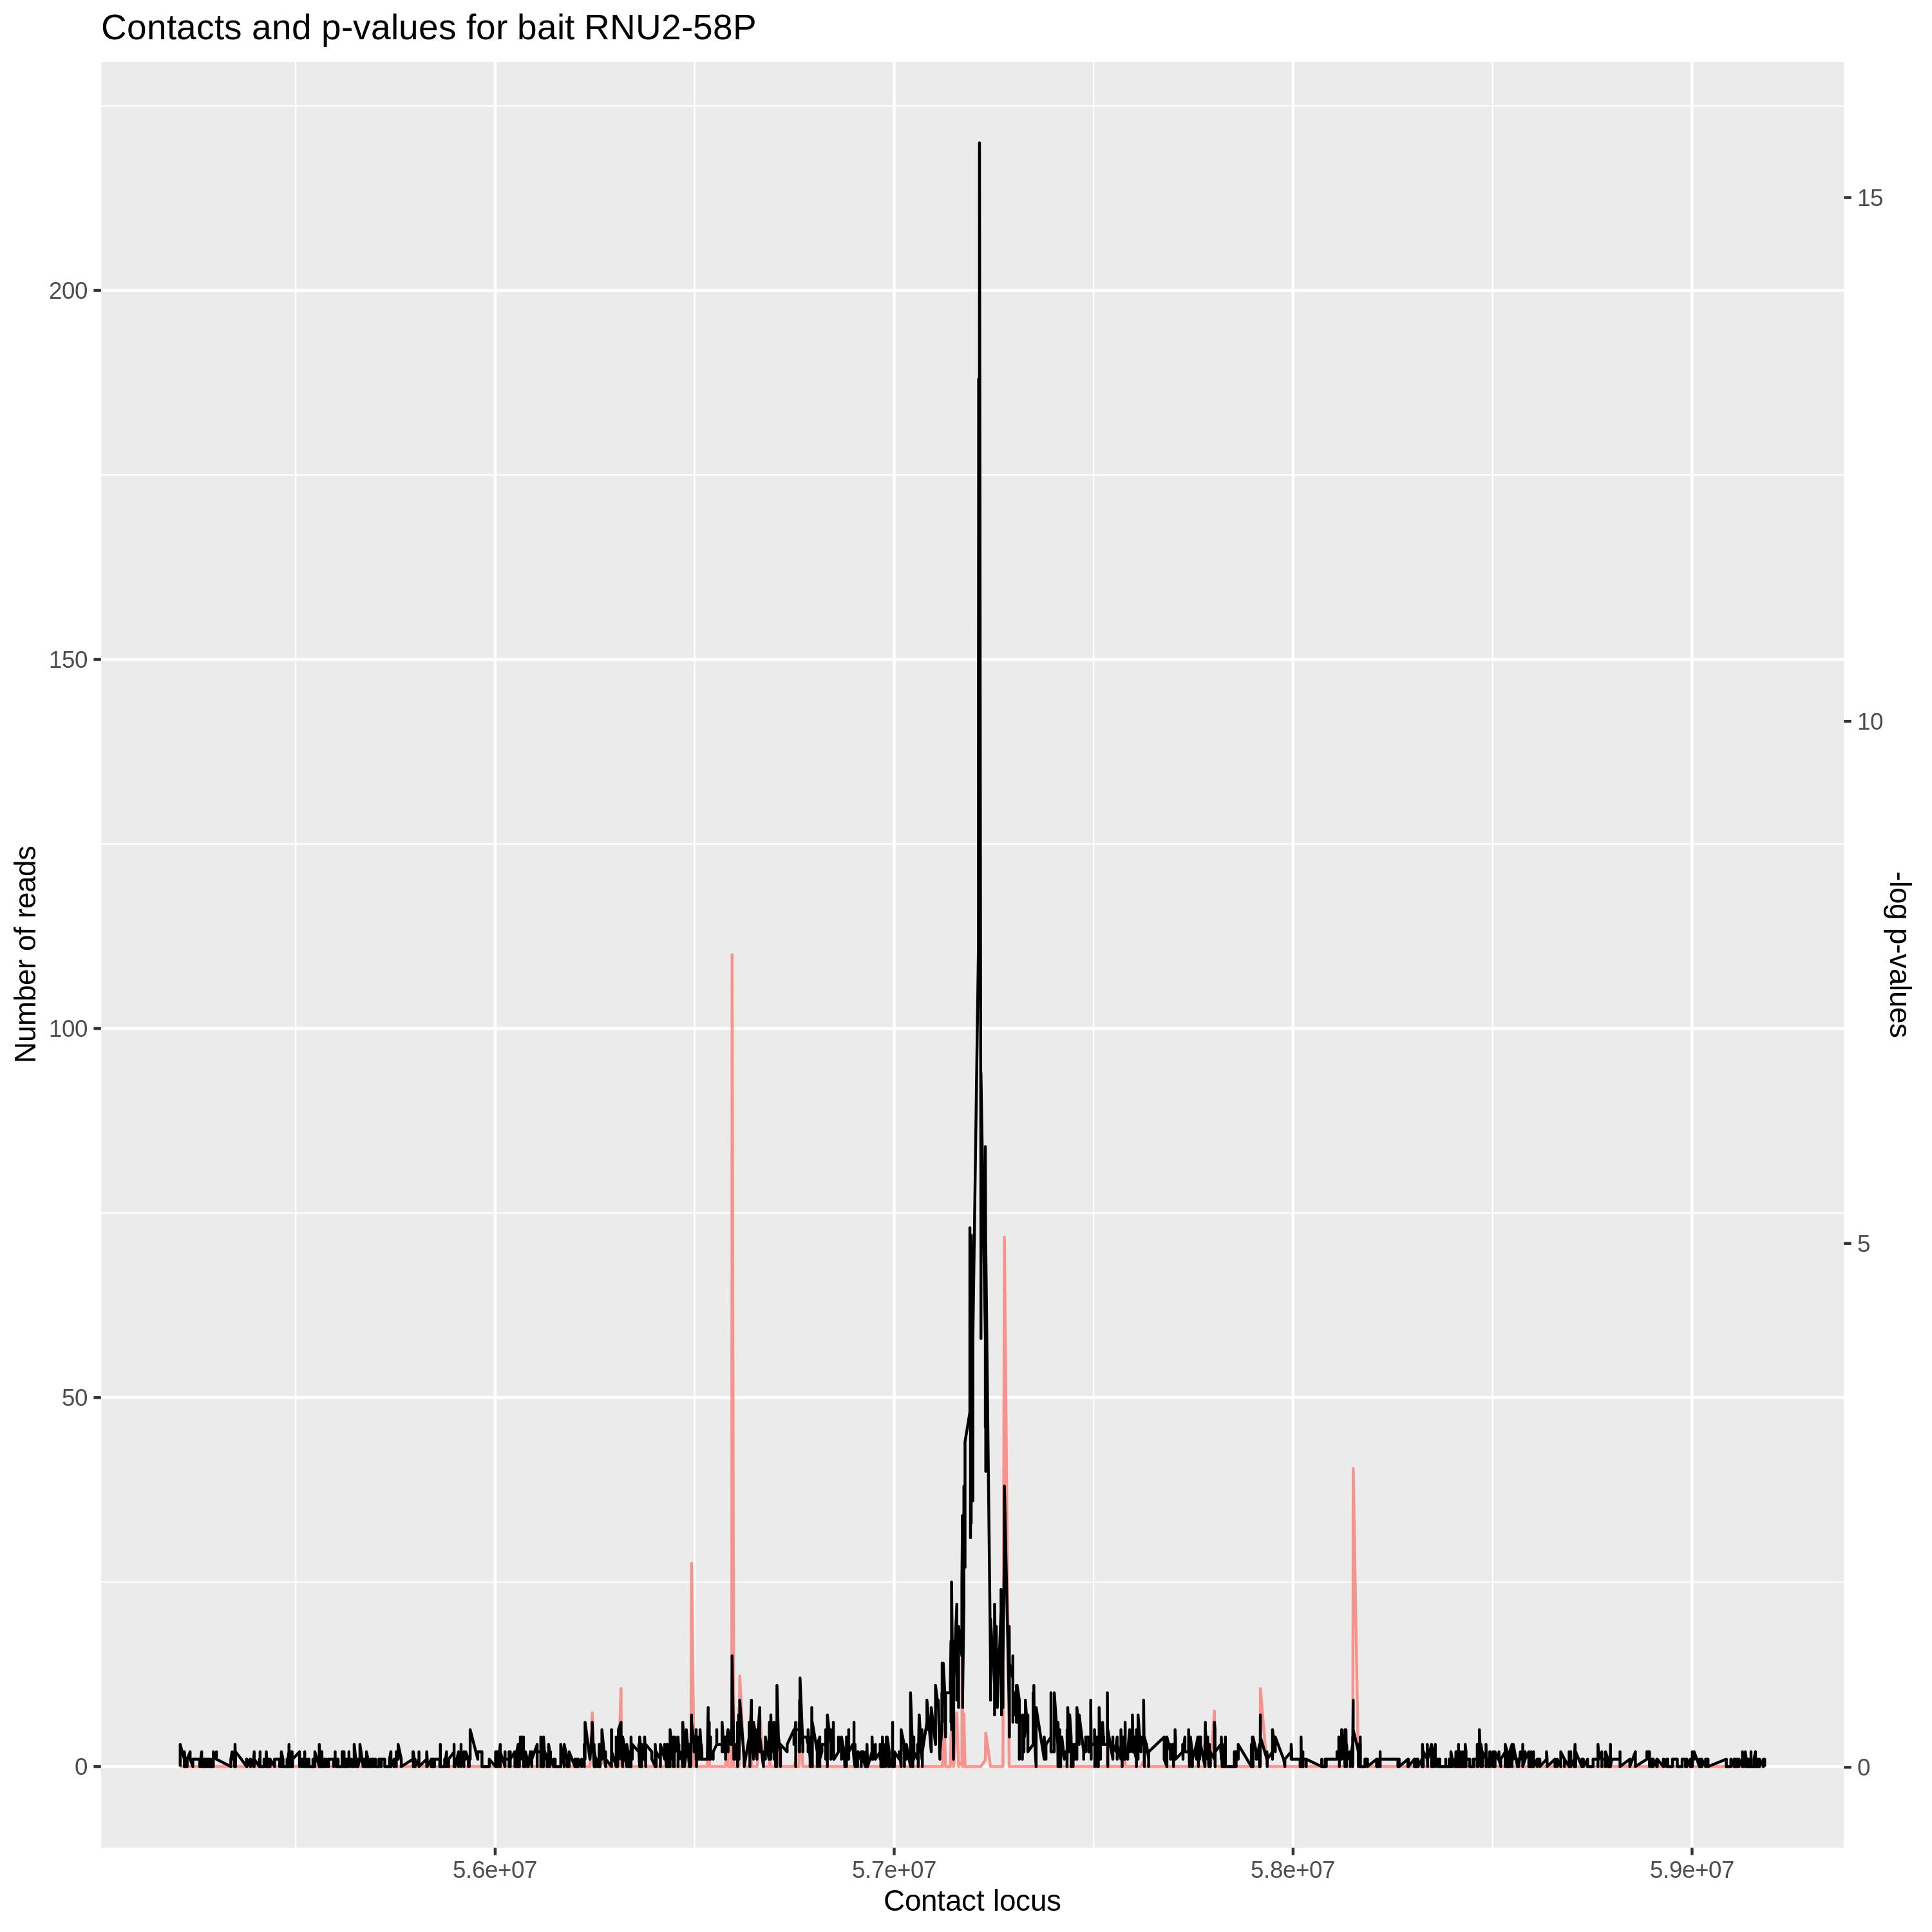 Contacts and p-values for bait RNU2-58P
Number of reads
200
150
100
50
0
15
10
5
0
-log p-values
5.6e+07
5.7e+07
5.8e+07
5.9e+07
Contact locus